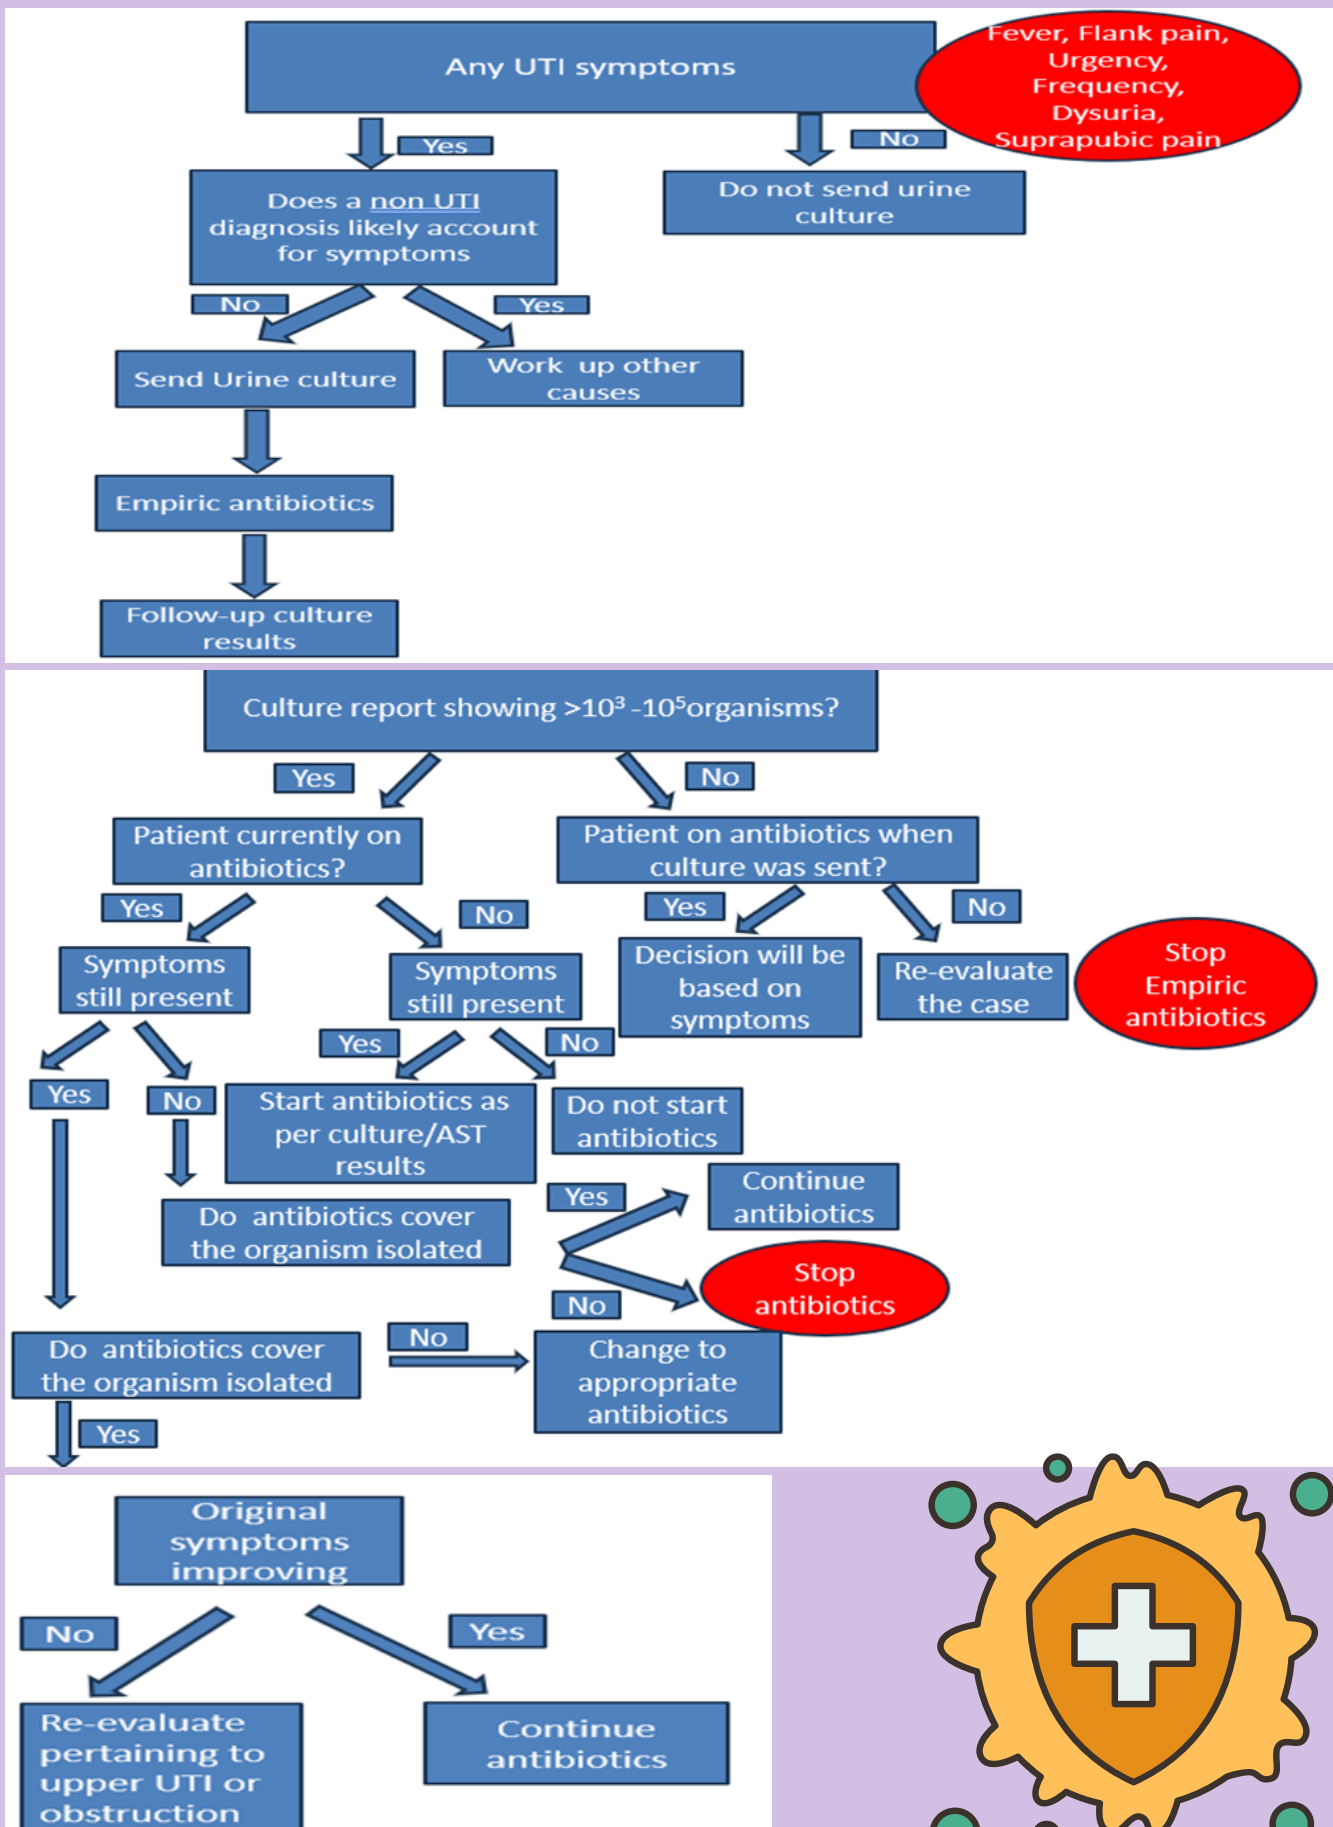 Any UTI symptoms
Fever, Flank pain,
Urgency,
Frequency,
Dysuria,
Suprapubic pain
Yes
No
Does a non UTI
diagnosis likely account
for symptoms
Do not send urine
culture
No
Yes
Send Urine culture
Work up other
causes
Empiric antibiotics
Follow-up culture
results
Culture report showing >10³ -10⁵organisms?
Yes
No
Patient currently on
antibiotics?
Patient on antibiotics when
culture was sent?
Yes
No
Yes
No
Symptoms
still present
Symptoms
still present
Decision will be
based on
symptoms
Re-evaluate
the case
Stop
Empiric
antibiotics
Yes
No
Yes
No
Start antibiotics as
per culture/AST
results
Do not start
antibiotics
Do antibiotics cover
the organism isolated
Yes
Continue
antibiotics
No
Stop
antibiotics
Do antibiotics cover
the organism isolated
No
Change to
appropriate
antibiotics
Yes
Original
symptoms
improving
No
Yes
Re-evaluate
pertaining to
upper UTI or
obstruction
Continue
antibiotics